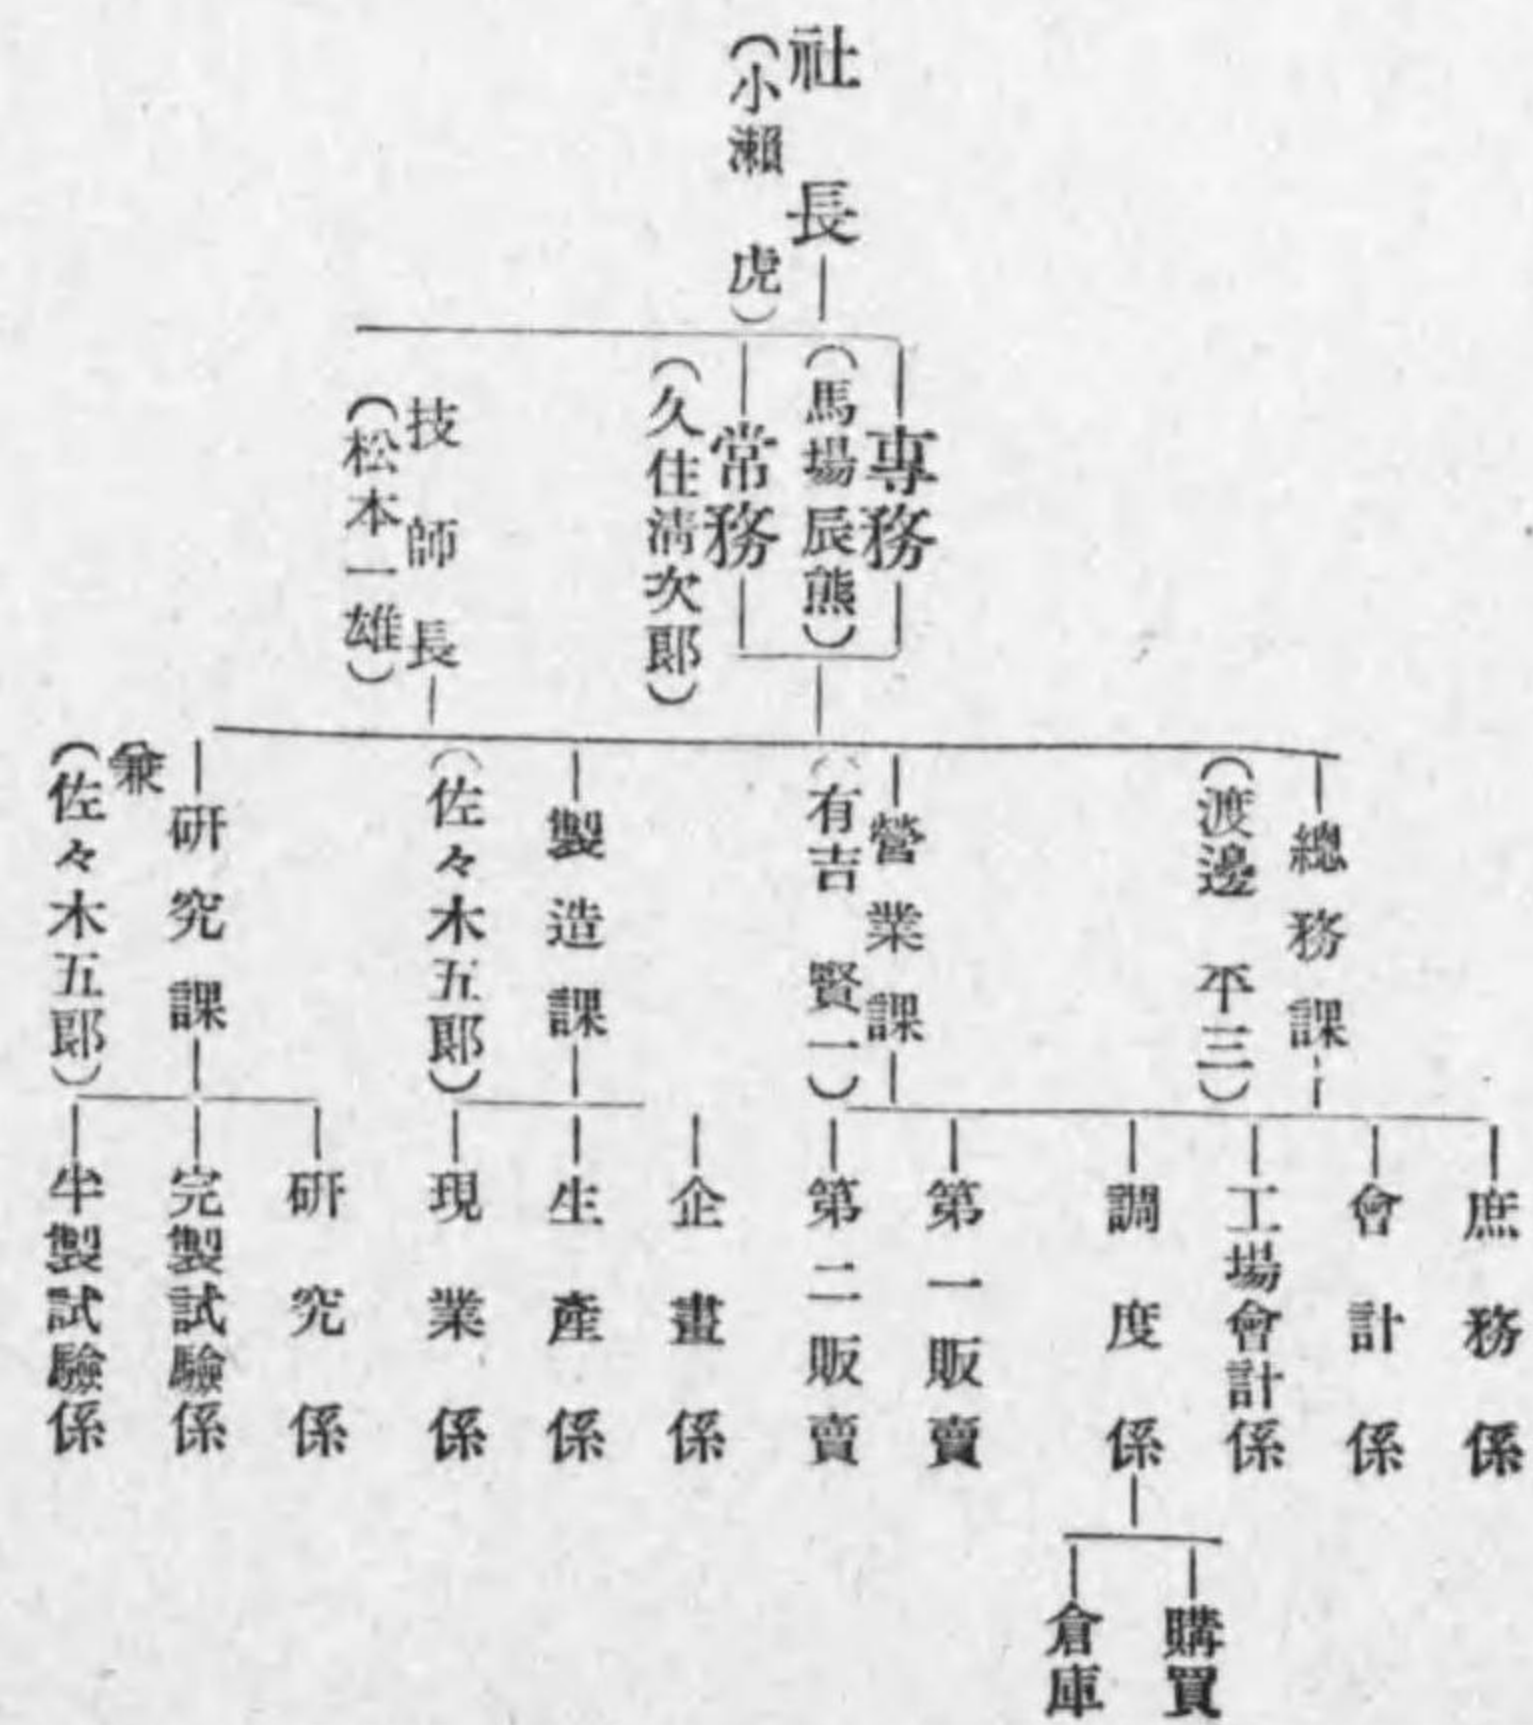 社長
（小瀨虎）
專務
（馬場辰熊）
常務
（久住淸次郞）
技師長
（松本一雄）
總務課
（渡邊平三）
營業課
（有吉賢一）
製造課
（佐々木五郞）
研究課
兼
（佐々木五郞）
庶務係
會計係
工場會計係
調度係
第一販賣
第二販賣
企畫係
生產係
現業係
研究係
完製試驗係
半製試驗係
購買
倉庫